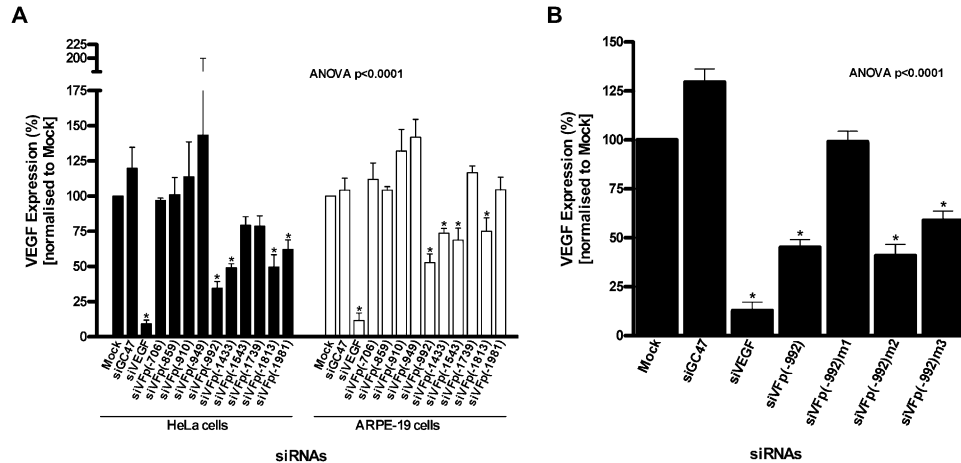 A
VEGF Expression (%)
[normalised to Mock]
225
200
175
150
125
100
75
50
25
0
ANOVA p<0.0001
*
*
*
*
*
*
*
*
*
*
Mock
siGC47
siVEGF
siVFp(-706)
siVFp(-859)
siVFp(-910)
siVFp(-949)
siVFp(-992)
siVFp(-1433)
siVFp(-1543)
siVFp(-1739)
siVFp(-1813)
siVFp(-1981)
Mock
siGC47
siVEGF
siVFp(-706)
siVFp(-859)
siVFp(-910)
siVFp(-949)
siVFp(-992)
siVFp(-1433)
siVFp(-1543)
siVFp(-1739)
siVFp(-1813)
siVFp(-1981)
HeLa cells
ARPE-19 cells
siRNAs
B
VEGF Expression (%)
[normalised to Mock]
150
125
100
75
50
25
0
ANOVA p<0.0001
*
*
*
*
Mock
siGC47
siVEGF
siVFp(-992)
siVFp(-992)m1
siVFp(-992)m2
siVFp(-992)m3
siRNAs